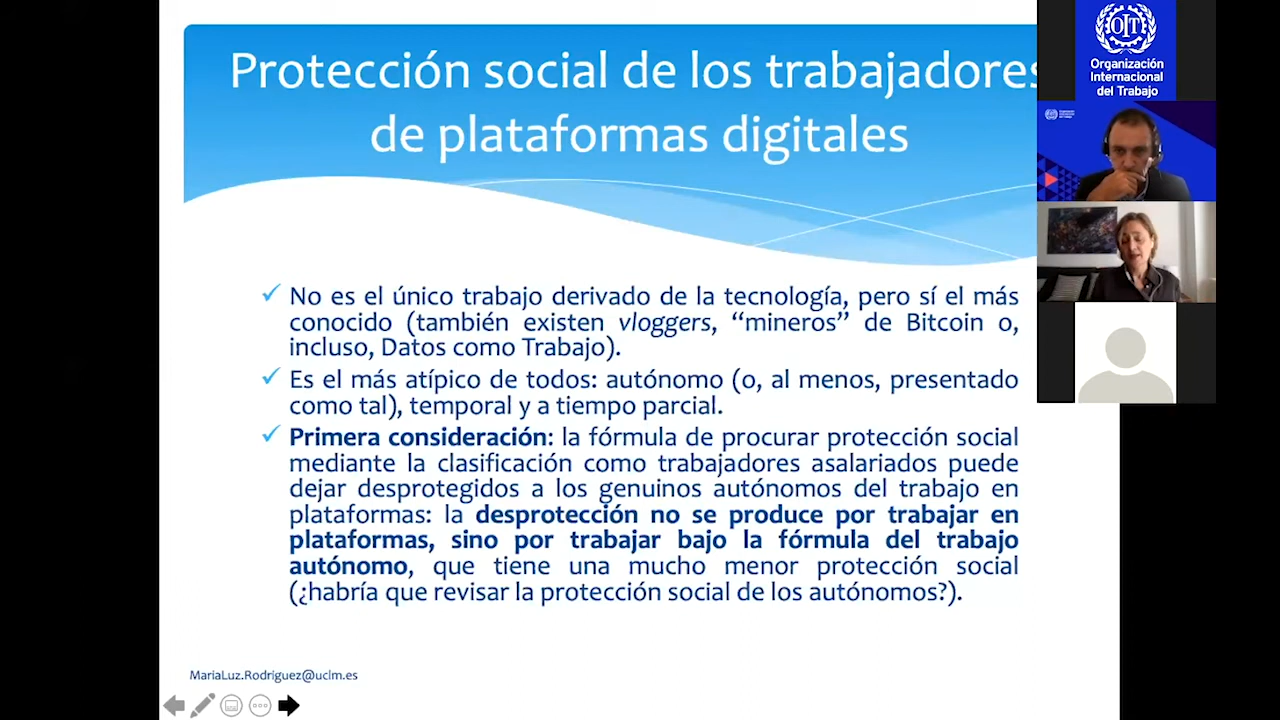 Protección social de los trabajadores
de plataformas digitales
Organización
Internacional
del Trabajo
No es el único trabajo derivado de la tecnología, pero sí el más
conocido (también existen vloggers, “mineros” de Bitcoin o,
incluso, Datos como Trabajo).
Es el más atípico de todos: autónomo (o, al menos, presentado
como tal), temporal y a tiempo parcial.
Primera consideración: la fórmula de procurar protección social
mediante la clasificación como trabajadores asalariados puede
dejar desprotegidos a los genuinos autónomos del trabajo en
plataformas: la desprotección no se produce por trabajar en
plataformas, sino por trabajar bajo la fórmula del trabajo
autónomo, que tiene una mucho menor protección social
(¿habría que revisar la protección social de los autónomos?).
MariaLuz.Rodriguez@uclm.es